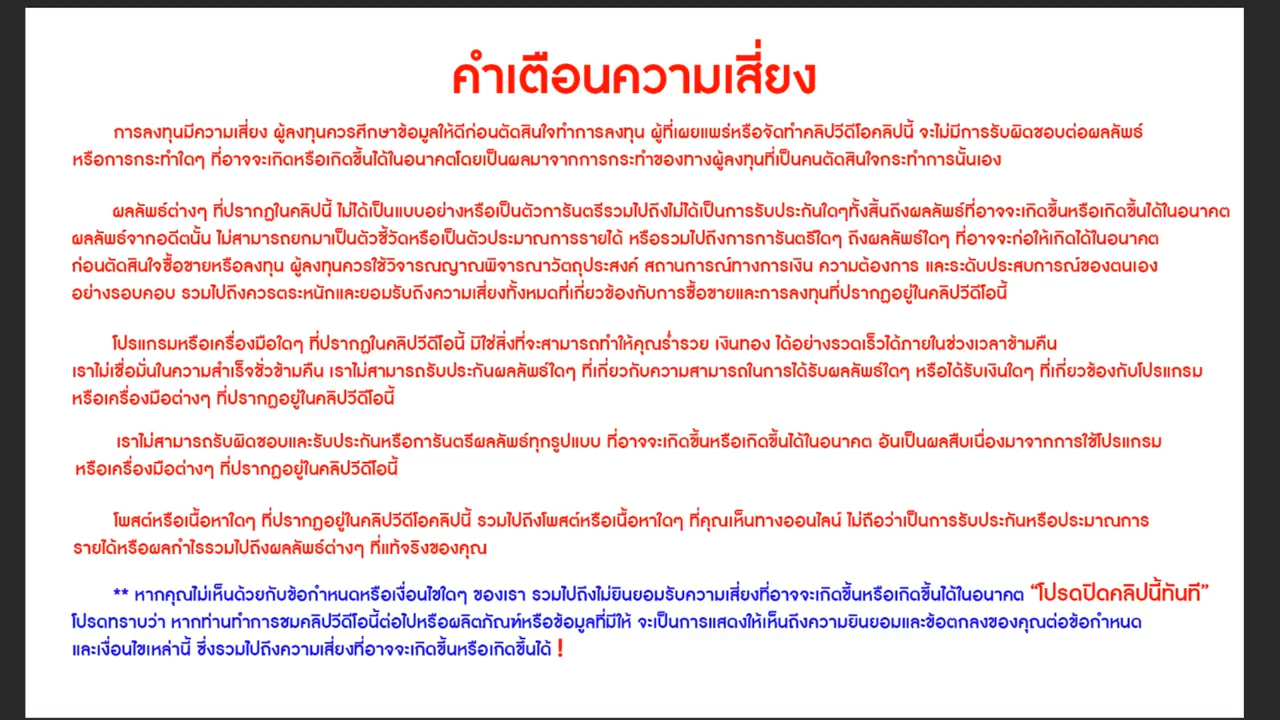 คำเตือนความเสี่ยง
การลงทุนมีความเสี่ยง ผู้ลงทุนควรศึกษาข้อมูลให้ดีก่อนตัดสินใจทำการลงทุน ผู้ที่เผยแพร่หรือจัดทำคลิปวีดีโอคลิปนี้ จะไม่มีการรับผิดชอบต่อผลลัพธ์
หรือการกระทำใดๆ ที่อาจจะเกิดหรือเกิดขึ้นได้ในอนาคตโดยเป็นผลมาจากการกระทำของทางผู้ลงทุนที่เป็นคนตัดสินใจกระทำการนั้นเอง
ผลลัพธ์ต่างๆ ที่ปรากฏในคลิปนี้ ไม่ได้เป็นแบบอย่างหรือเป็นตัวการันตรีรวมไปถึงไม่ได้เป็นการรับประกันใดๆทั้งสิ้นถึงผลลัพธ์ที่อาจจะเกิดขึ้นหรือเกิดขึ้นได้ในอนาคต
ผลลัพธ์จากอดีตนั้น ไม่สามารถยกมาเป็นตัวชี้วัดหรือเป็นตัวประมาณการรายได้ หรือรวมไปถึงการการันตรีใดๆ ถึงผลลัพธ์ใดๆ ที่อาจจะก่อให้เกิดได้ในอนาคต
ก่อนตัดสินใจซื้อขายหรือลงทุน ผู้ลงทุนควรใช้วิจารณญาณพิจารณาวัตถุประสงค์ สถานการณ์ทางการเงิน ความต้องการ และระดับประสบการณ์ของตนเอง
อย่างรอบคอบ รวมไปถึงควรตระหนักและยอมรับถึงความเสี่ยงทั้งหมดที่เกี่ยวข้องกับการซื้อขายและการลงทุนที่ปรากฏอยู่ในคลิปวีดีโอนี้
โปรแกรมหรือเครื่องมือใดๆ ที่ปรากฏในคลิปวีดีโอนี้ มิใช่สิ่งที่จะสามารถทำให้คุณร่ำรวย เงินทอง ได้อย่างรวดเร็วได้ภายในช่วงเวลาข้ามคืน
เราไม่เชื่อมั่นในความสำเร็จชั่วข้ามคืน เราไม่สามารถรับประกันผลลัพธ์ใดๆ ที่เกี่ยวกับความสามารถในการได้รับผลลัพธ์ใดๆ หรือได้รับเงินใดๆ ที่เกี่ยวข้องกับโปรแกรม
หรือเครื่องมือต่างๆ ที่ปรากฏอยู่ในคลิปวีดีโอนี้
เราไม่สามารถรับผิดชอบและรับประกันหรือการันตีผลลัพธ์ทุกรูปแบบ ที่อาจจะเกิดขึ้นหรือเกิดขึ้นได้ในอนาคต อันเป็นผลสืบเนื่องมาจากการใช้โปรแกรม
หรือเครื่องมือต่างๆ ที่ปรากฏอยู่ในคลิปวีดีโอนี้
โพสต์หรือเนื้อหาใดๆ ที่ปรากฏอยู่ในคลิปวีดีโอคลิปนี้ รวมไปถึงโพสต์หรือเนื้อหาใดๆ ที่คุณเห็นทางออนไลน์ ไม่ถือว่าเป็นการรับประกันหรือประมาณการ
รายได้หรือผลกำไรรวมไปถึงผลลัพธ์ต่างๆ ที่แท้จริงของคุณ
** หากคุณไม่เห็นด้วยกับข้อกำหนดหรือเงื่อนไขใดๆ ของเรา รวมไปถึงไม่ยินยอมรับความเสี่ยงที่อาจจะเกิดขึ้นหรือเกิดขึ้นได้ในอนาคต “โปรดปิดคลิปนี้ทันที”
โปรดทราบว่า หากท่านทำการชมคลิปวีดีโอนี้ต่อไปหรือผลิตภัณฑ์หรือข้อมูลที่มีให้ จะเป็นการแสดงให้เห็นถึงความยินยอมและข้อตกลงของคุณต่อข้อกำหนด
และเงื่อนไขเหล่านี้ ซึ่งรวมไปถึงความเสี่ยงที่อาจจะเกิดขึ้นหรือเกิดขึ้นได้ !